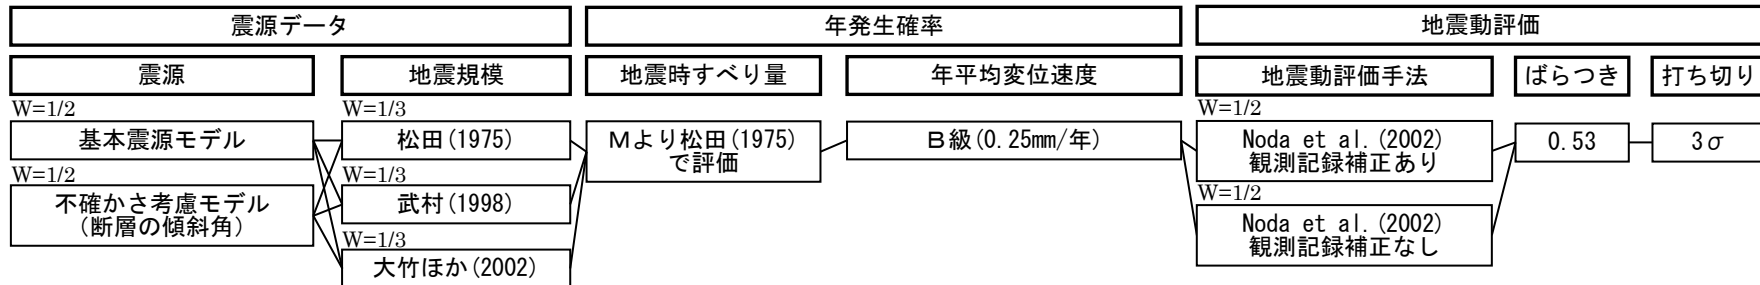 震源データ
年発生確率
地震動評価
震源
地震規模
地震時すべり量
年平均変位速度
地震動評価手法
ばらつき
打ち切り
W=1/2
基本震源モデル
W=1/2
不確かさ考慮モデル
(断層の傾斜角)
W=1/3
松田(1975)
W=1/3
武村(1998)
W=1/3
大竹ほか(2002)
Mより松田(1975)
で評価
B級(0.25mm/年)
W=1/2
Noda et al.(2002)
観測記録補正あり
W=1/2
Noda et al.(2002)
観測記録補正なし
0.53
3σ